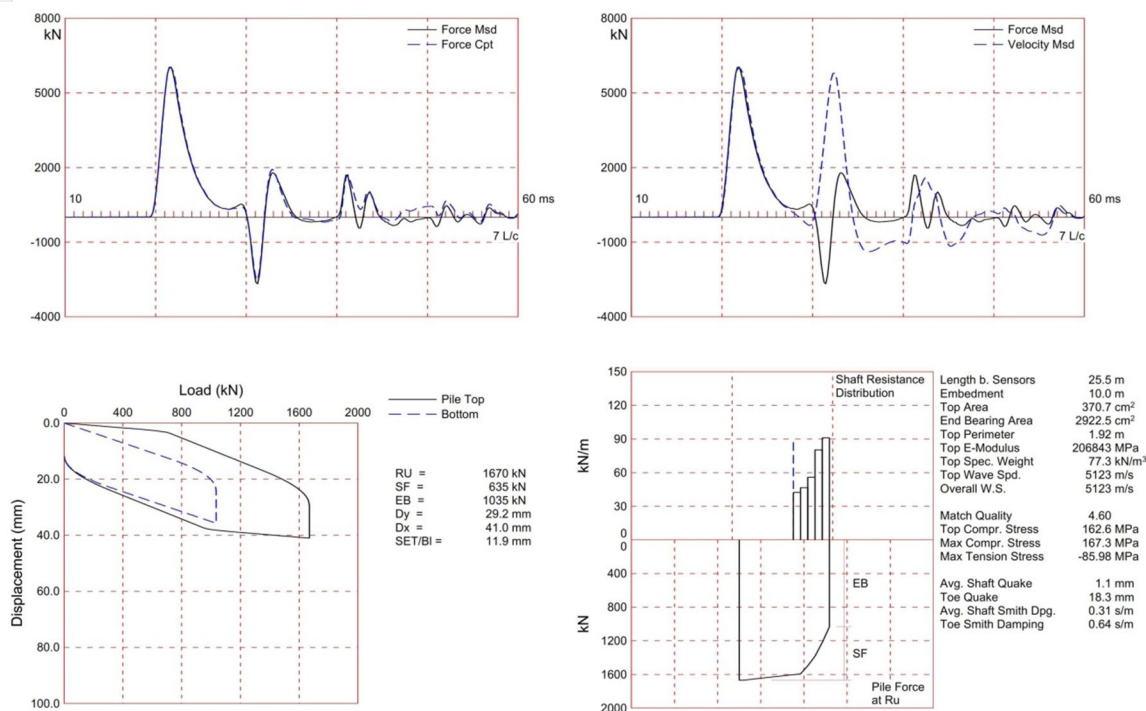 8000
kN
5000
2000
-1000
-4000
10
60 ms
7 L/c
Force Msd
Force Cpt
8000
kN
5000
2000
-1000
-4000
10
60 ms
7 L/c
Force Msd
Velocity Msd
Load (kN)
0 400 800 1200 1600 2000
0.0
20.0
40.0
60.0
80.0
100.0
Displacement (mm)
Pile Top
Bottom
RU = 1670 kN
SF = 635 kN
EB = 1035 kN
Dy = 29.2 mm
Dx = 41.0 mm
SET/Bl = 11.9 mm
150
120
90
60
30
0
kN/m
Shaft Resistance
Distribution
0
400
800
1200
1600
2000
kN
EB
SF
Pile Force
at Ru
Length b. Sensors 25.5 m
Embedment 10.0 m
Top Area 370.7 cm²
End Bearing Area 2922.5 cm²
Top Perimeter 1.92 m
Top E-Modulus 206843 MPa
Top Spec. Weight 77.3 kN/m³
Top Wave Spd. 5123 m/s
Overall W.S. 5123 m/s
Match Quality 4.60
Top Compr. Stress 162.6 MPa
Max Compr. Stress 167.3 MPa
Max Tension Stress -85.98 MPa
Avg. Shaft Quake 1.1 mm
Toe Quake 18.3 mm
Avg. Shaft Smith Dpg. 0.31 s/m
Toe Smith Damping 0.64 s/m